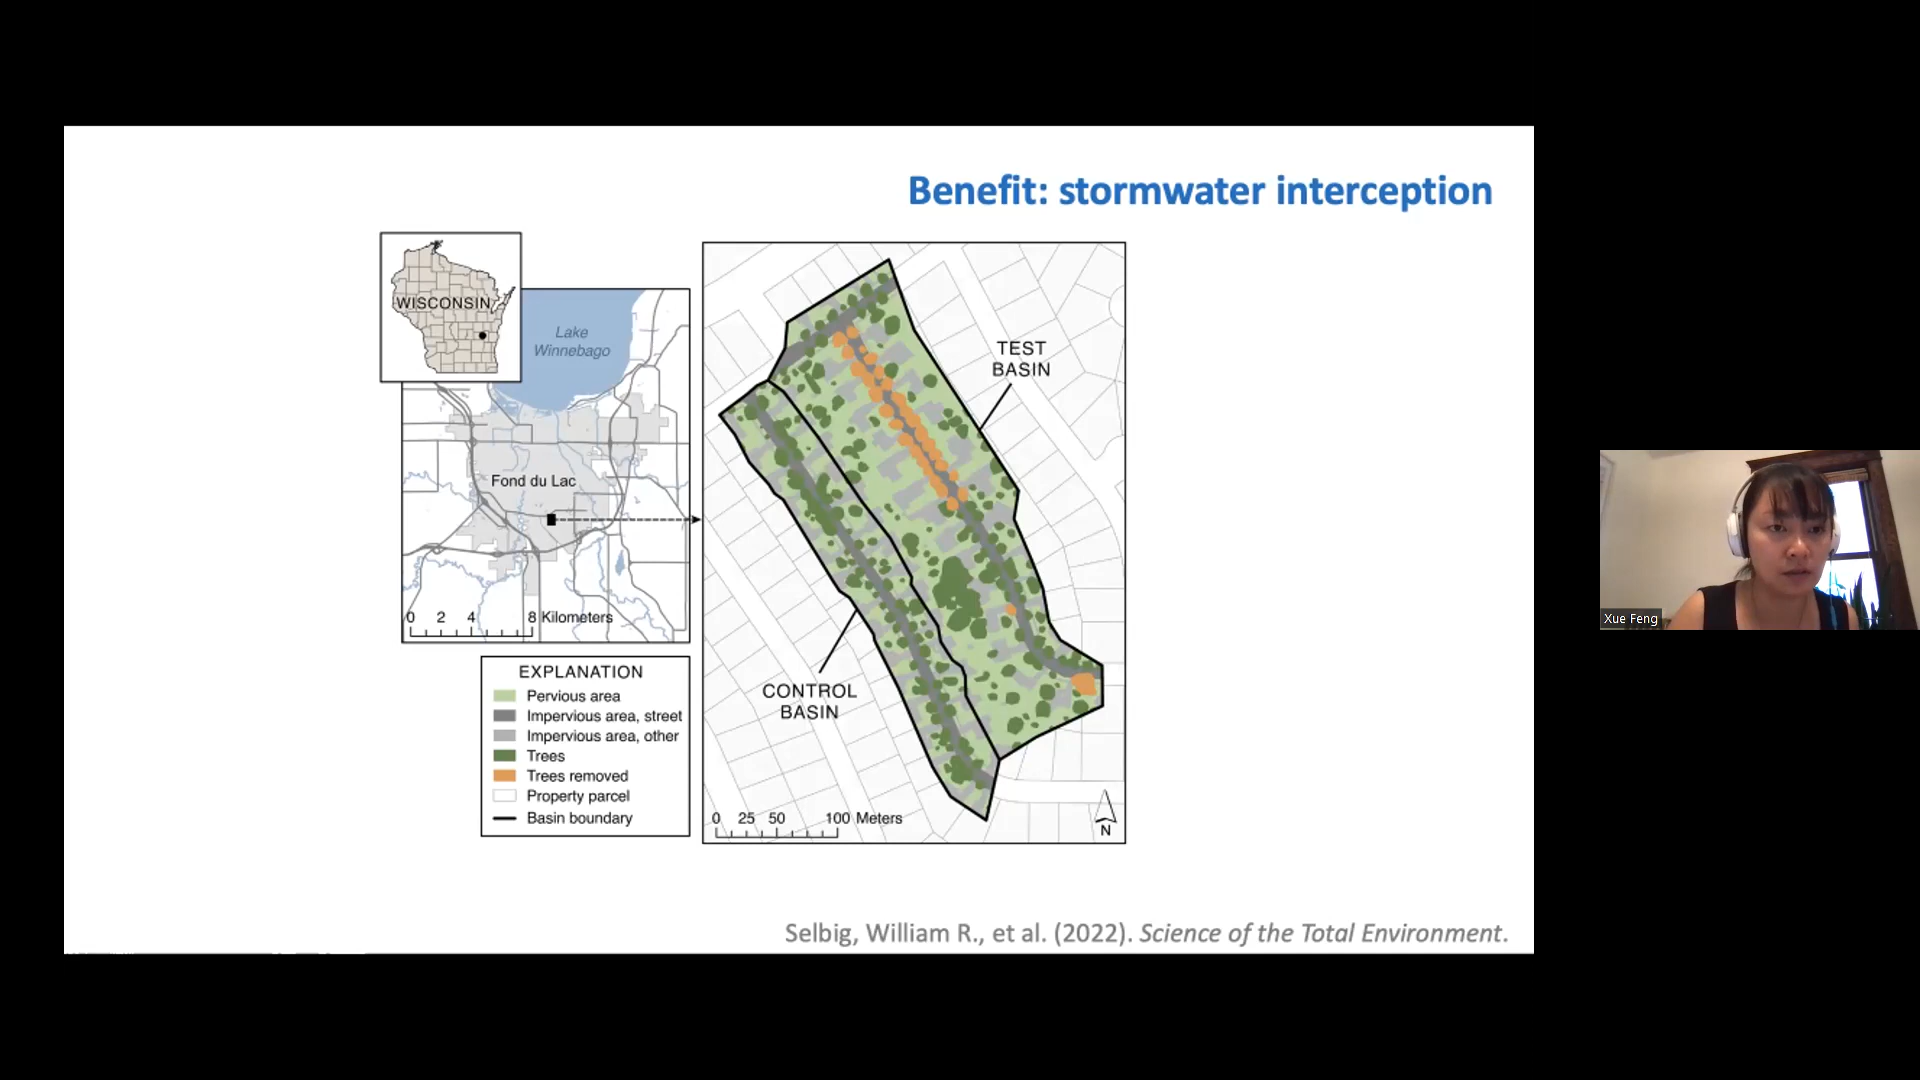 Benefit: stormwater interception
WISCONSIN
Lake
Winnebago
Fond du Lac
0 2 4 8 Kilometers
EXPLANATION
Pervious area
Impervious area, street
Impervious area, other
Trees
Trees removed
Property parcel
Basin boundary
TEST
BASIN
CONTROL
BASIN
0 25 50 100 Meters
N
Selbig, William R., et al. (2022). Science of the Total Environment.
Xue Feng